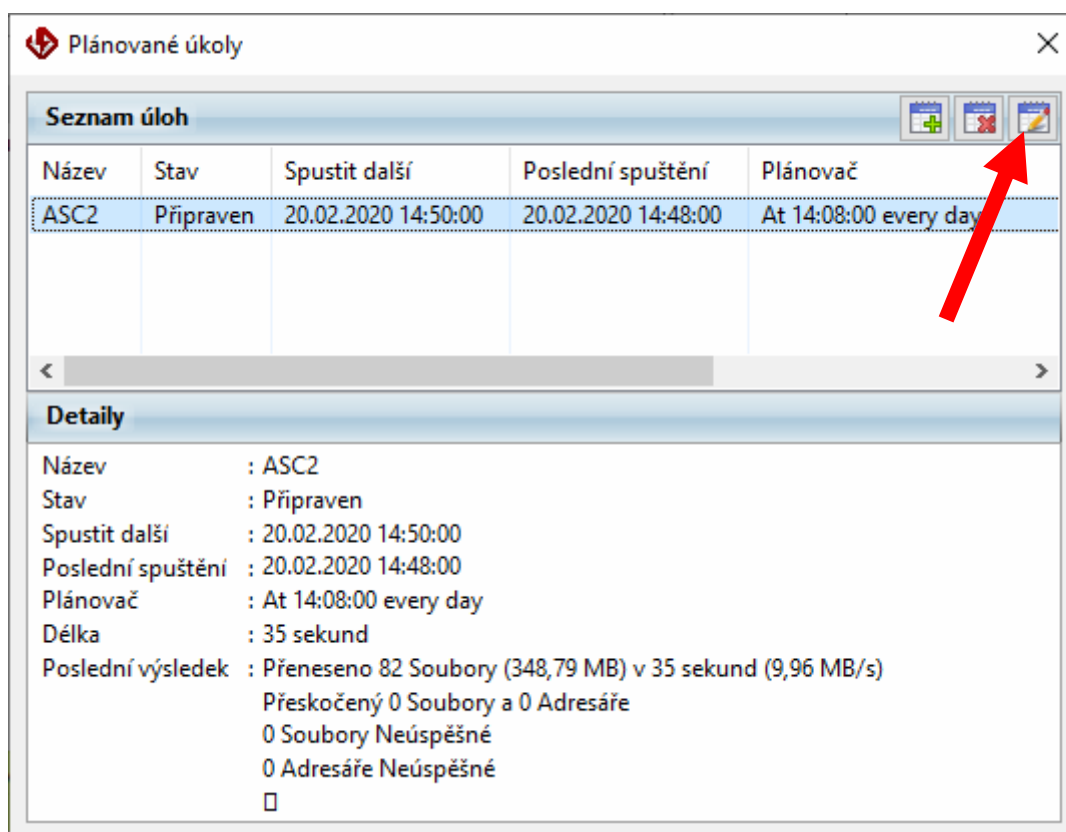 Plánované úkoly
Seznam úloh
Název Stav Spustit další Poslední spuštění Plánovač
ASC2 Připraven 20.02.2020 14:50:00 20.02.2020 14:48:00 At 14:08:00 every day
Detaily
Název : ASC2
Stav : Připraven
Spustit další : 20.02.2020 14:50:00
Poslední spuštění : 20.02.2020 14:48:00
Plánovač : At 14:08:00 every day
Délka : 35 sekund
Poslední výsledek : Přeneseno 82 Soubory (348,79 MB) v 35 sekund (9,96 MB/s)
Přeskočený 0 Soubory a 0 Adresáře
0 Soubory Neúspěšné
0 Adresáře Neúspěšné